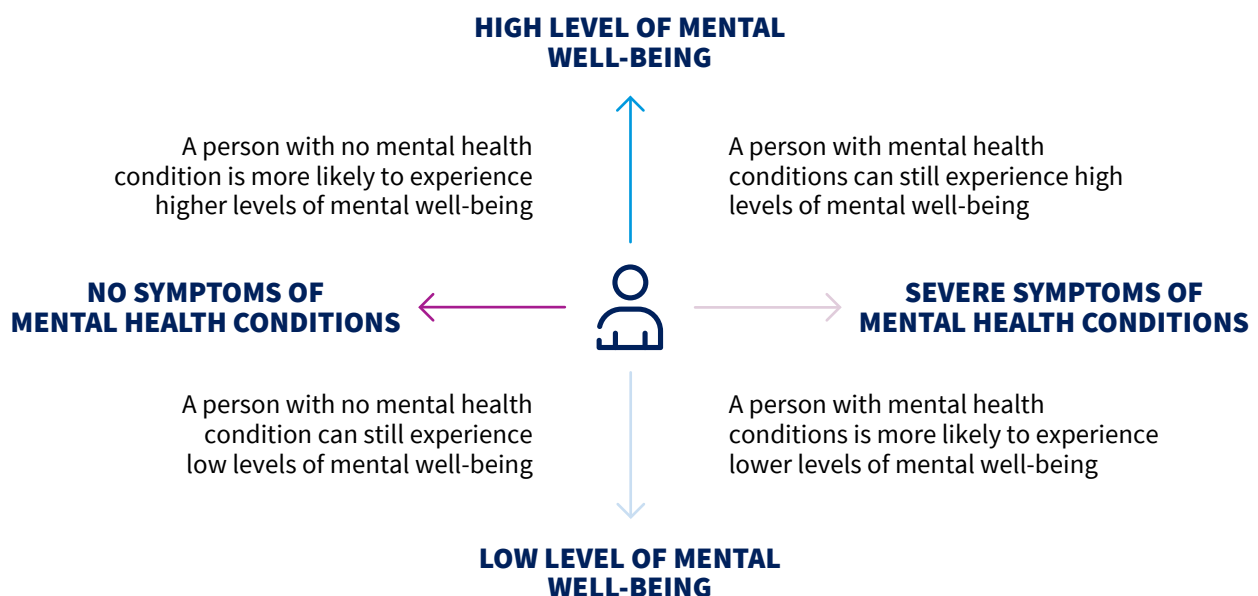 HIGH LEVEL OF MENTAL
WELL-BEING
A person with no mental health
condition is more likely to experience
higher levels of mental well-being
A person with mental health
conditions can still experience high
levels of mental well-being
NO SYMPTOMS OF
MENTAL HEALTH CONDITIONS
SEVERE SYMPTOMS OF
MENTAL HEALTH CONDITIONS
A person with no mental health
condition can still experience
low levels of mental well-being
A person with mental health
conditions is more likely to experience
lower levels of mental well-being
LOW LEVEL OF MENTAL
WELL-BEING